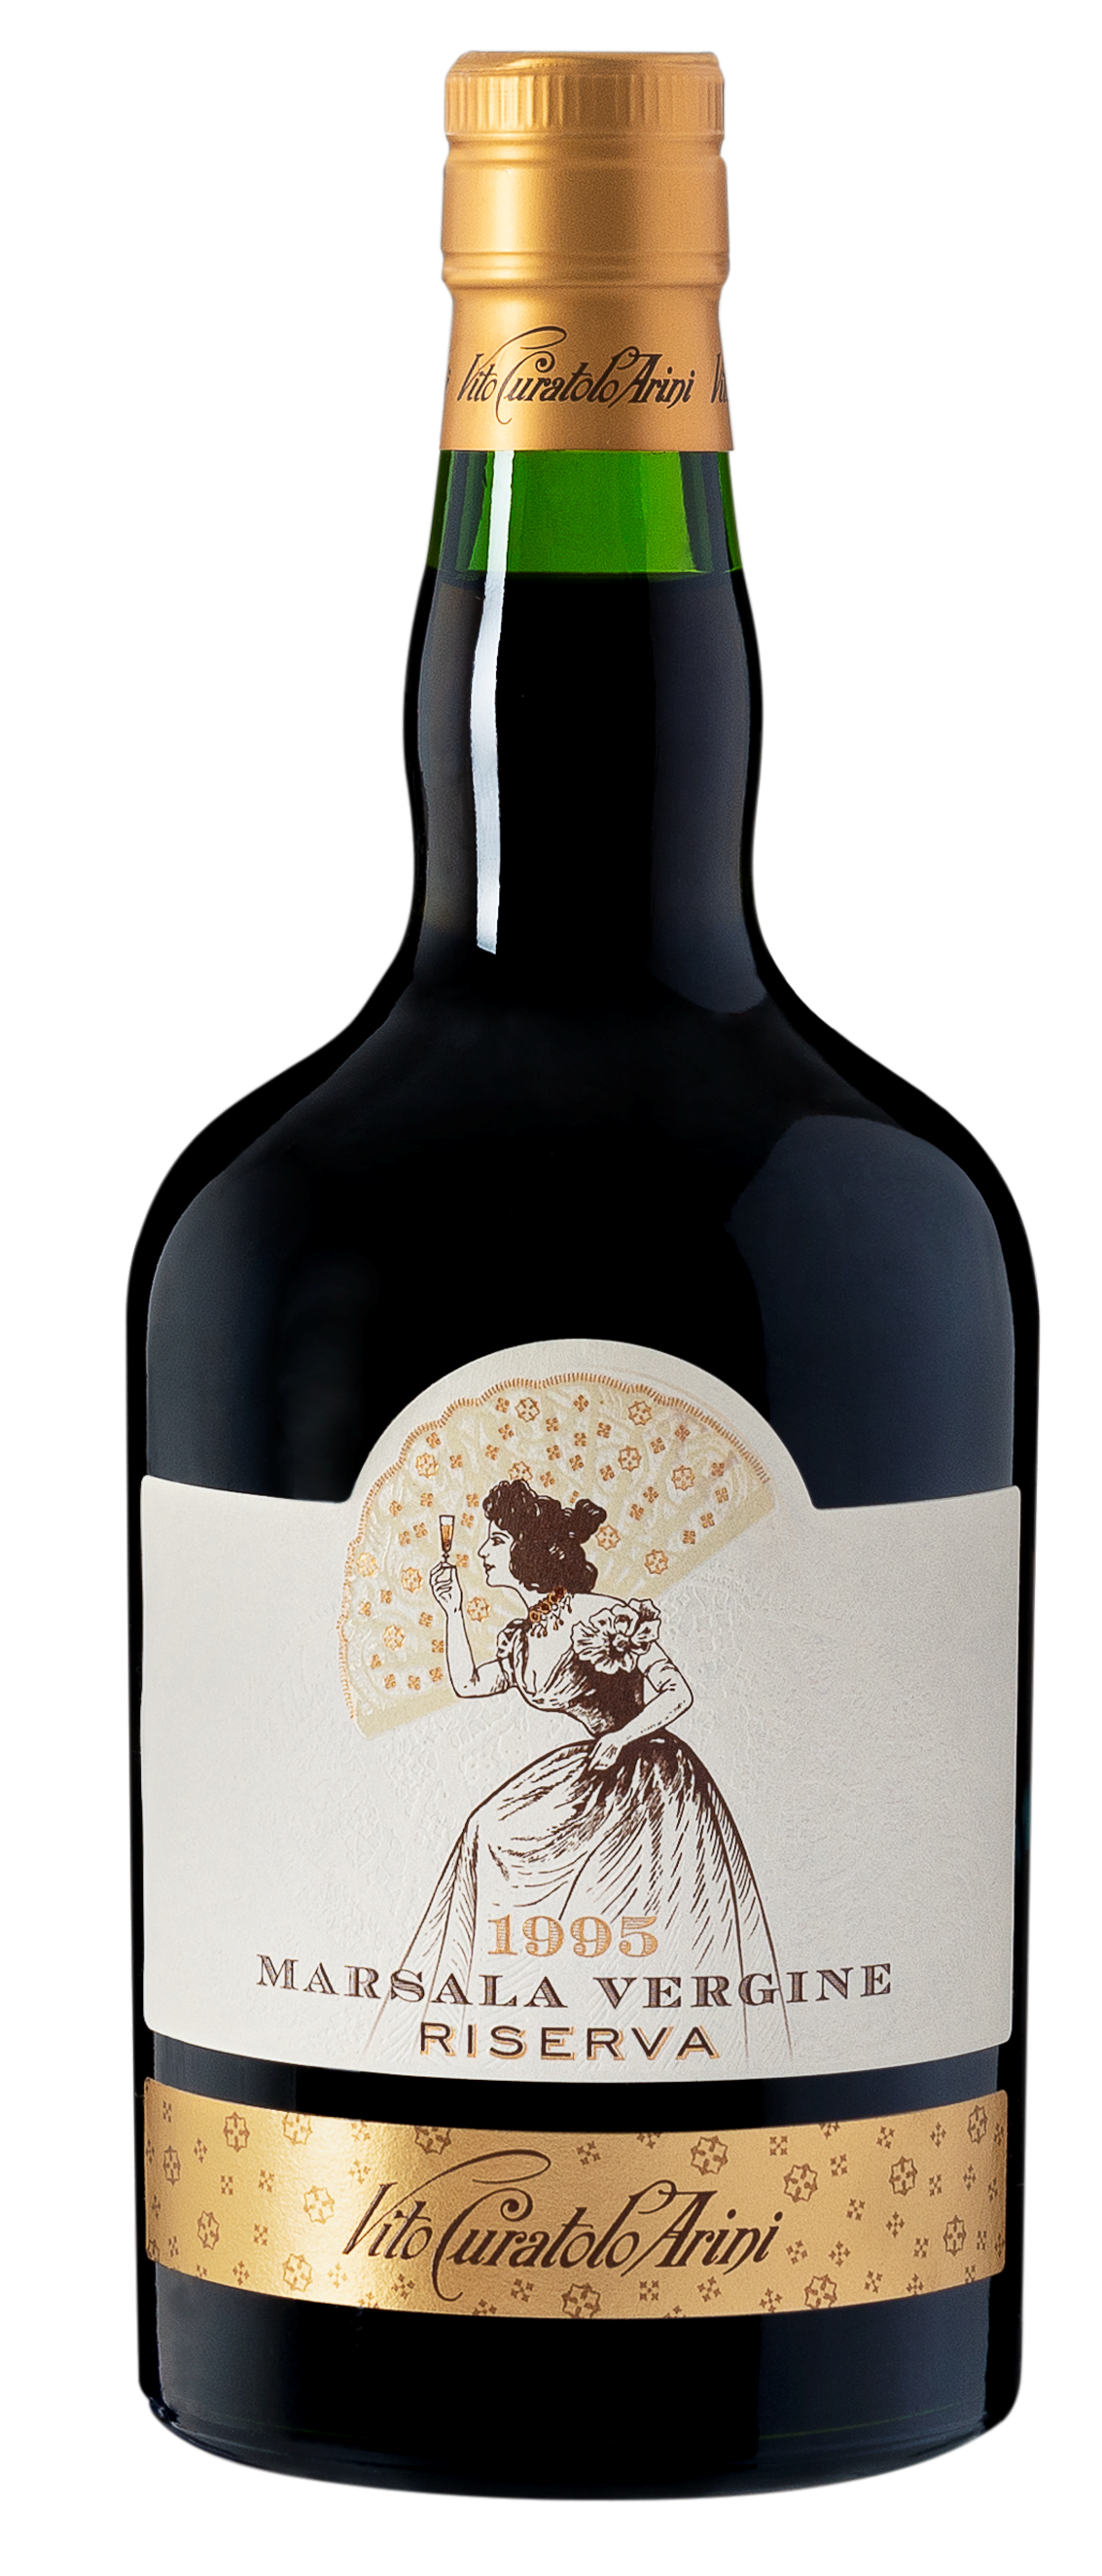 Vito Curatolo Arini
1995
MARSALA VERGINE
RISERVA
Vito Curatolo Arini